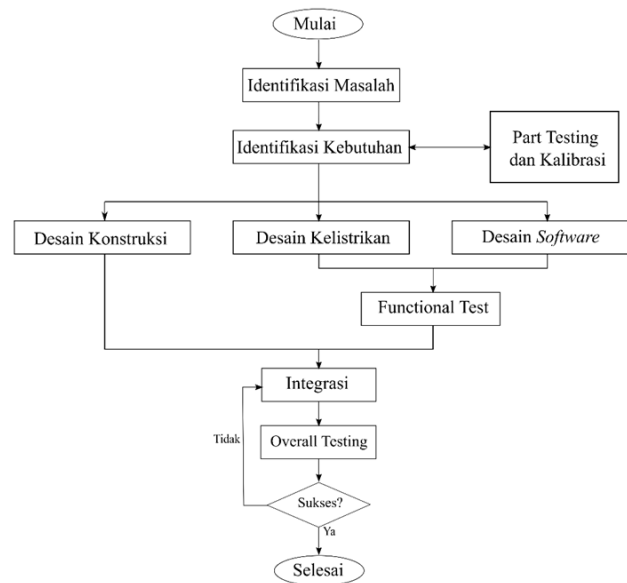 Mulai
Identifikasi Masalah
Identifikasi Kebutuhan
Part Testing
dan Kalibrasi
Desain Konstruksi
Desain Kelistrikan
Desain Software
Functional Test
Integrasi
Tidak
Overall Testing
Sukses?
Ya
Selesai